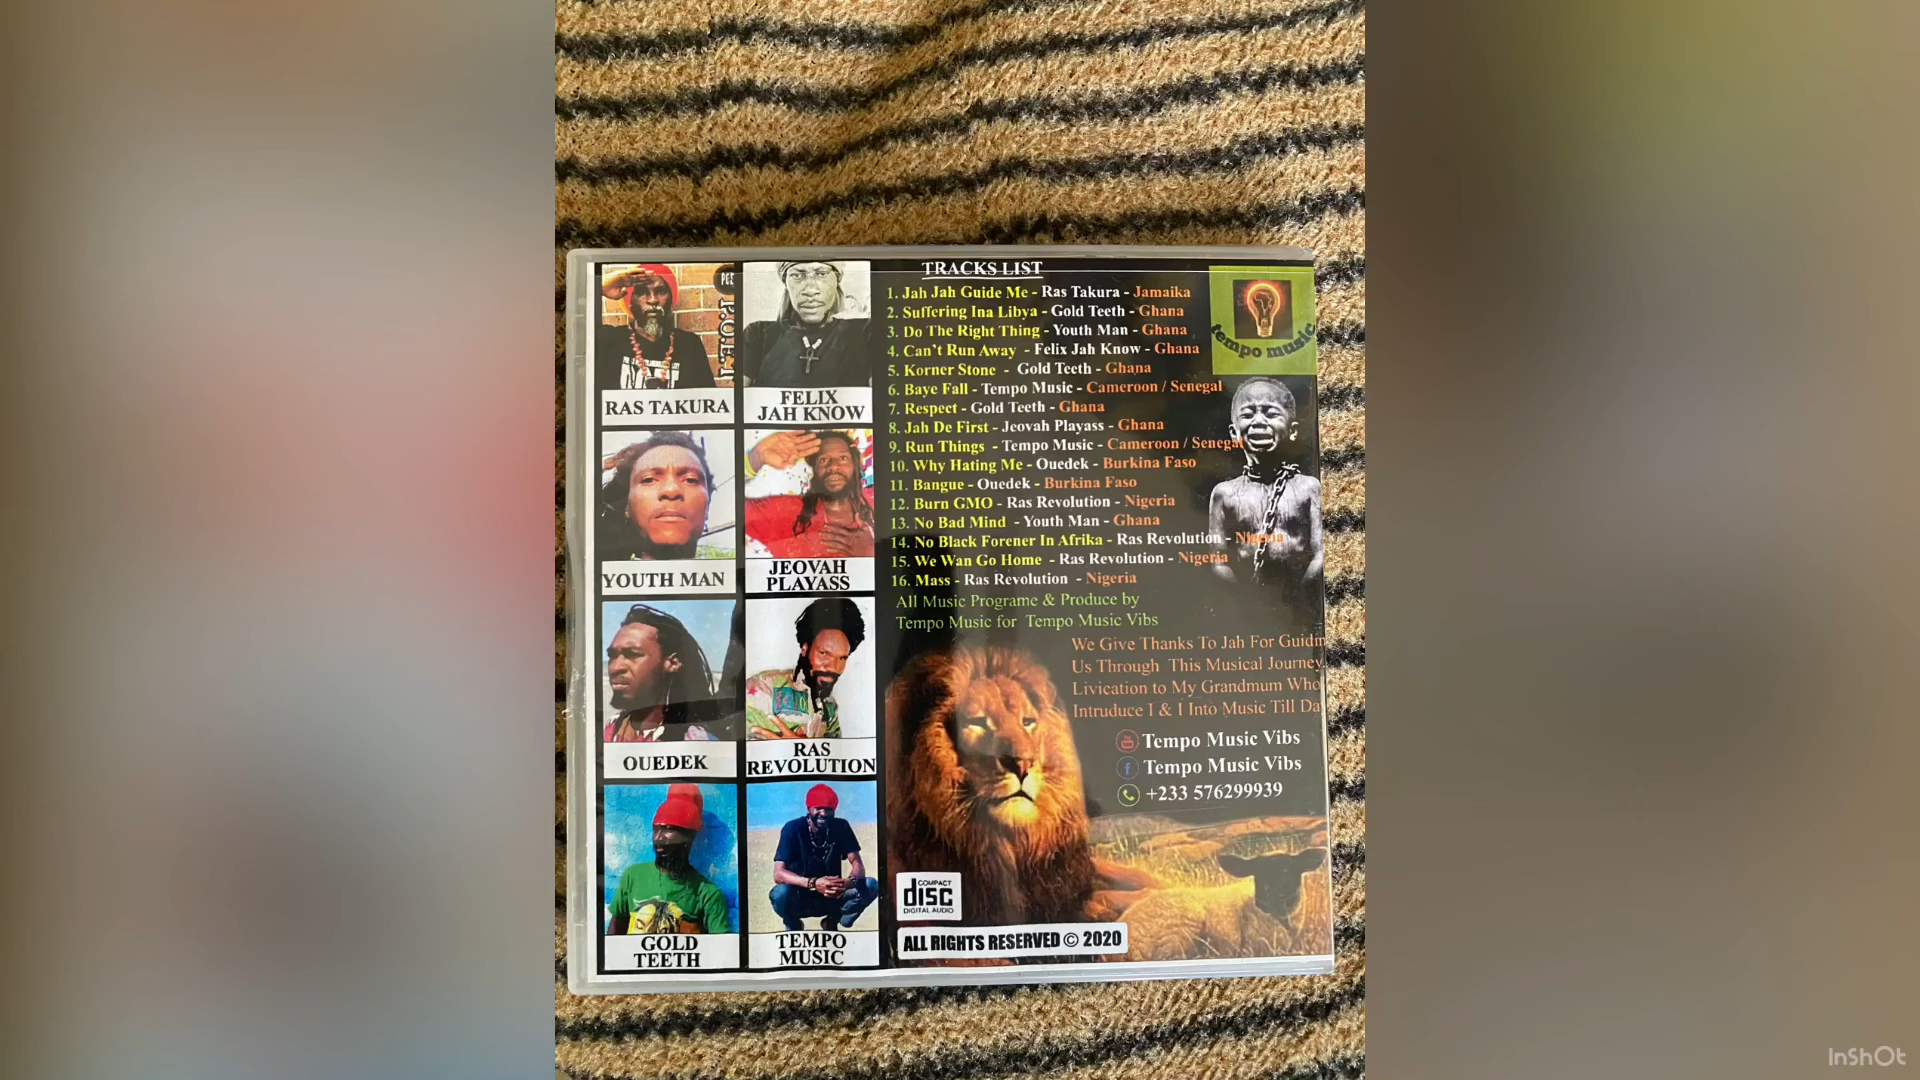 RAS TAKURA
FELIX
JAH KNOW
YOUTH MAN
JEOVAH
PLAYASS
OUEDEK
RAS
REVOLUTION
GOLD
TEETH
TEMPO
MUSIC
TRACKS LIST
1. Jah Jah Guide Me - Ras Takura - Jamaika
2. Suffering Ina Libya - Gold Teeth - Ghana
3. Do The Right Thing - Youth Man - Ghana
4. Can't Run Away - Felix Jah Know - Ghana
5. Korner Stone - Gold Teeth - Ghana
6. Baye Fall - Tempo Music - Cameroon / Senegal
7. Respect - Gold Teeth - Ghana
8. Jah De First - Jeovah Playass - Ghana
9. Run Things - Tempo Music - Cameroon / Senegal
10. Why Hating Me - Ouedek - Burkina Faso
11. Bangue - Ouedek - Burkina Faso
12. Burn GMO - Ras Revolution - Nigeria
13. No Bad Mind - Youth Man - Ghana
14. No Black Forener In Afrika - Ras Revolution - Nigeria
15. We Wan Go Home - Ras Revolution - Nigeria
16. Mass - Ras Revolution - Nigeria
All Music Programe & Produce by
Tempo Music for Tempo Music Vibs
tempo music
We Give Thanks To Jah For Guidin
Us Through This Musical Journey
Livication to My Grandmum Who
Intruduce I & I Into Music Till Da
Tempo Music Vibs
Tempo Music Vibs
+233 576299939
COMPACT
disc
DIGITAL AUDIO
ALL RIGHTS RESERVED © 2020
InShOt